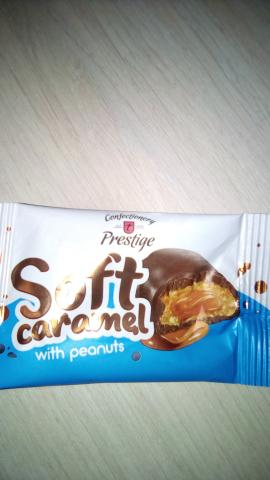 Confectionery
Prestige
Soft
caramel
with peanuts